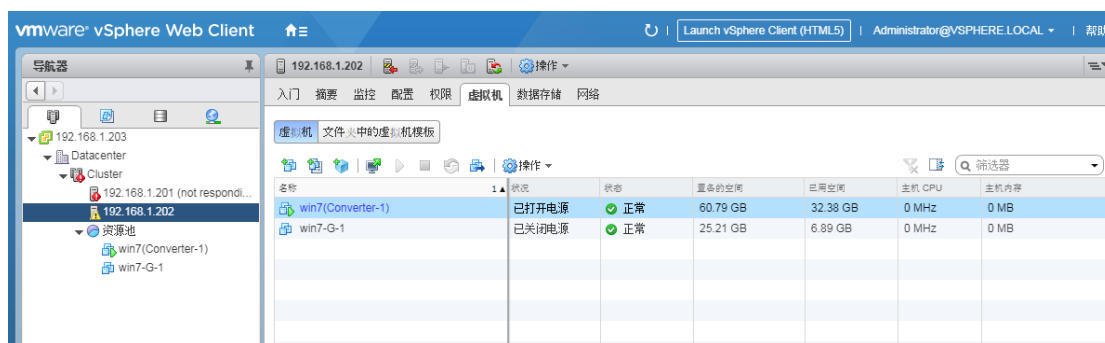 vmware® vSphere Web Client
Launch vSphere Client (HTML5) | Administrator@VSPHERE.LOCAL | 帮助
导航器
192.168.1.202 操作
入门 摘要 监控 配置 权限 虚拟机 数据存储 网络
192.168.1.203
Datacenter
Cluster
192.168.1.201 (not respondi...
192.168.1.202
资源池
win7(Converter-1)
win7-G-1
虚拟机 文件夹中的虚拟机模板
操作 筛选器
名称 1 状况 状态 置备的空间 已用空间 主机 CPU 主机内存
win7(Converter-1) 已打开电源 正常 60.79 GB 32.38 GB 0 MHz 0 MB
win7-G-1 已关闭电源 正常 25.21 GB 6.89 GB 0 MHz 0 MB